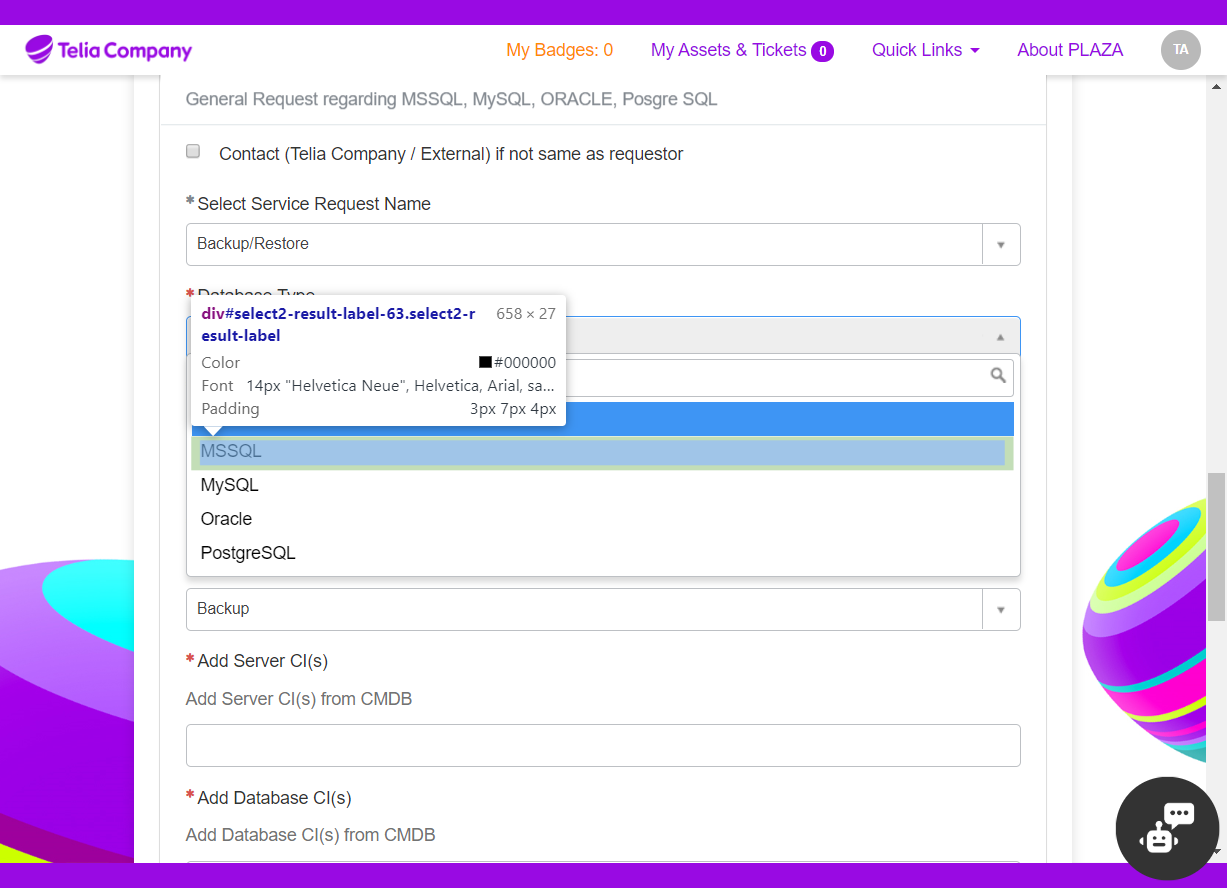 Telia Company
My Badges: 0
My Assets & Tickets 0
Quick Links
About PLAZA
TA
General Request regarding MSSQL, MySQL, ORACLE, Posgre SQL
Contact (Telia Company / External) if not same as requestor
* Select Service Request Name
Backup/Restore
* Database Type
div#select2-result-label-63.select2-r
esult-label
658 × 27
Color #000000
Font 14px "Helvetica Neue", Helvetica, Arial, sa...
Padding 3px 7px 4px
MSSQL
MySQL
Oracle
PostgreSQL
Backup
* Add Server CI(s)
Add Server CI(s) from CMDB
* Add Database CI(s)
Add Database CI(s) from CMDB